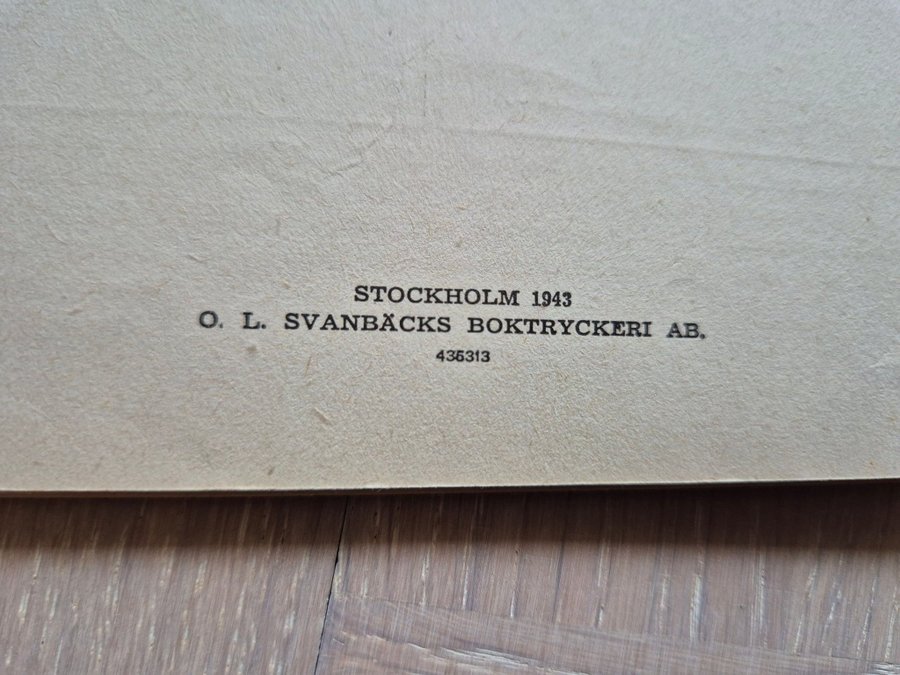 STOCKHOLM 1943
O. L. SVANBÄCKS BOKTRYCKERI AB.
435313